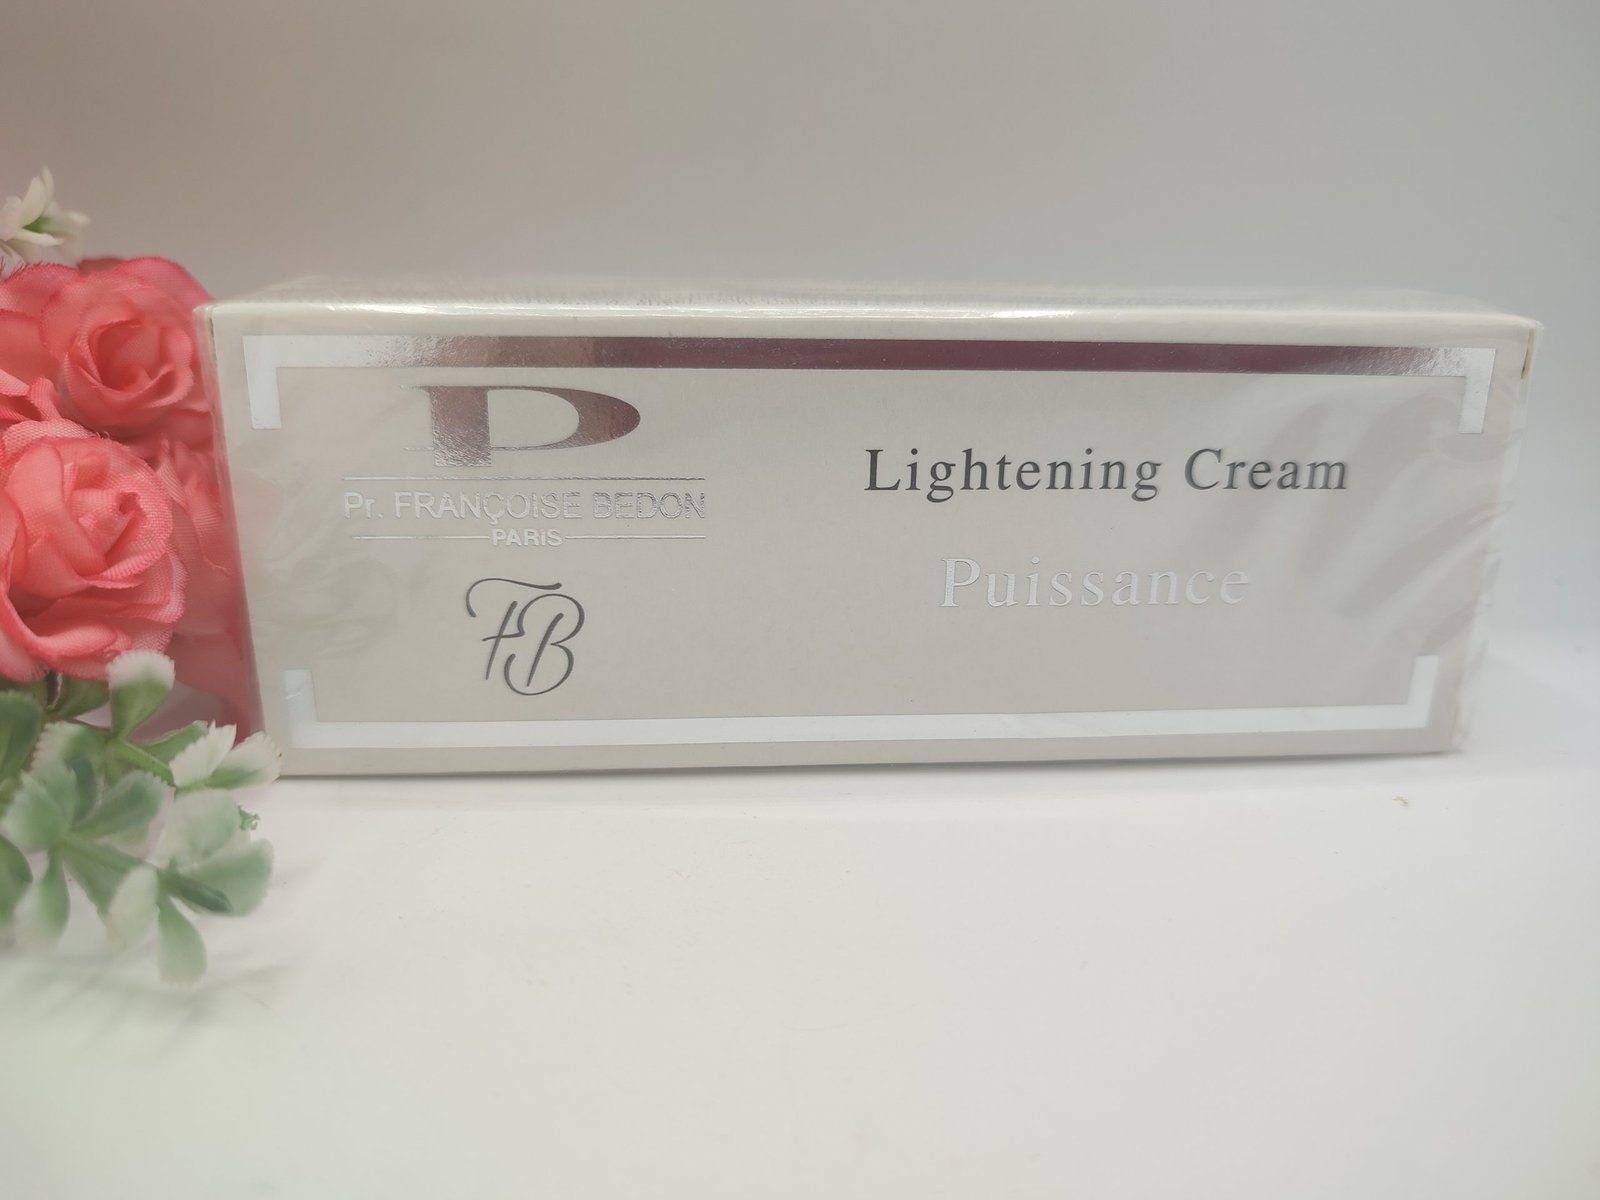 P
Pr. FRANÇOISE BEDON
PARIS
FB
Lightening Cream
Puissance